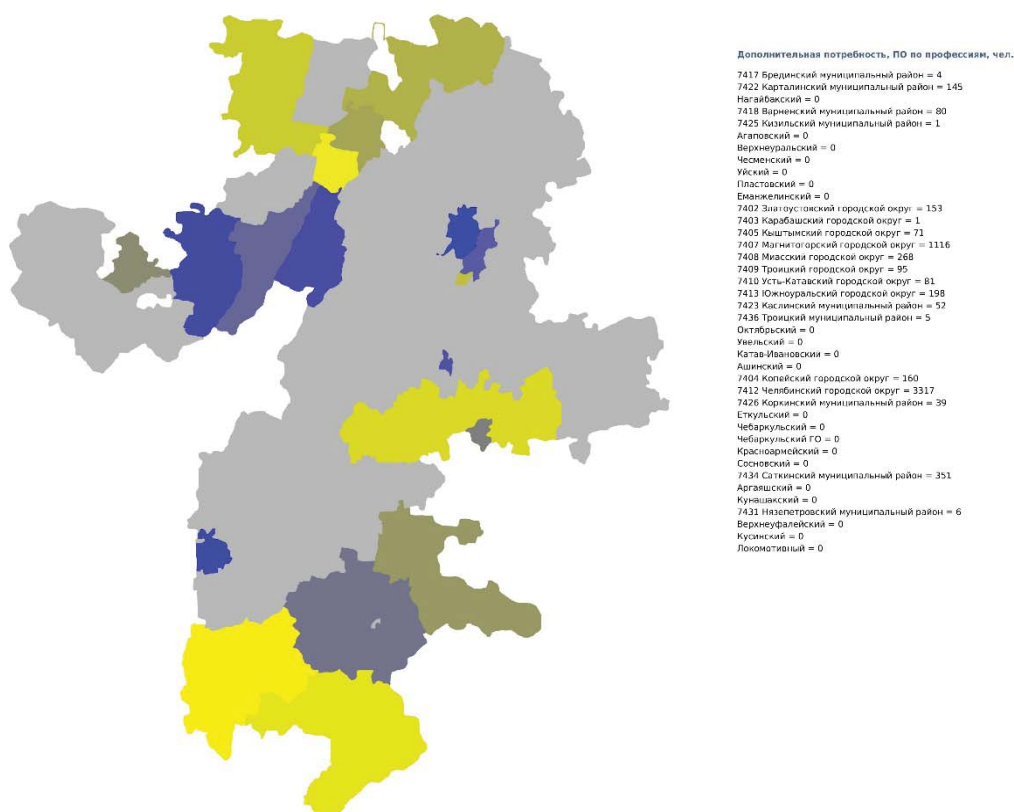 Дополнительная потребность, ПО по профессиям, чел.
7417 Брединский муниципальный район = 4
7422 Карталинский муниципальный район = 145
Нагайбакский = 0
7418 Варненский муниципальный район = 80
7425 Кизильский муниципальный район = 1
Агаповский = 0
Верхнеуральский = 0
Чесменский = 0
Уйский = 0
Пластовский = 0
Еманжелинский = 0
7402 Златоустовский городской округ = 153
7403 Карабашский городской округ = 1
7405 Кыштымский городской округ = 71
7407 Магнитогорский городской округ = 1116
7408 Миасский городской округ = 268
7409 Троицкий городской округ = 95
7410 Усть-Катавский городской округ = 81
7413 Южноуральский городской округ = 198
7423 Каслинский муниципальный район = 52
7436 Троицкий муниципальный район = 5
Октябрьский = 0
Увельский = 0
Катав-Ивановский = 0
Ашинский = 0
7404 Копейский городской округ = 160
7412 Челябинский городской округ = 3317
7426 Коркинский муниципальный район = 39
Еткульский = 0
Чебаркульский = 0
Чебаркульский ГО = 0
Красноармейский = 0
Сосновский = 0
7434 Саткинский муниципальный район = 351
Аргаяшский = 0
Кунашакский = 0
7431 Нязепетровский муниципальный район = 6
Верхнеуфалейский = 0
Кусинский = 0
Локомотивный = 0